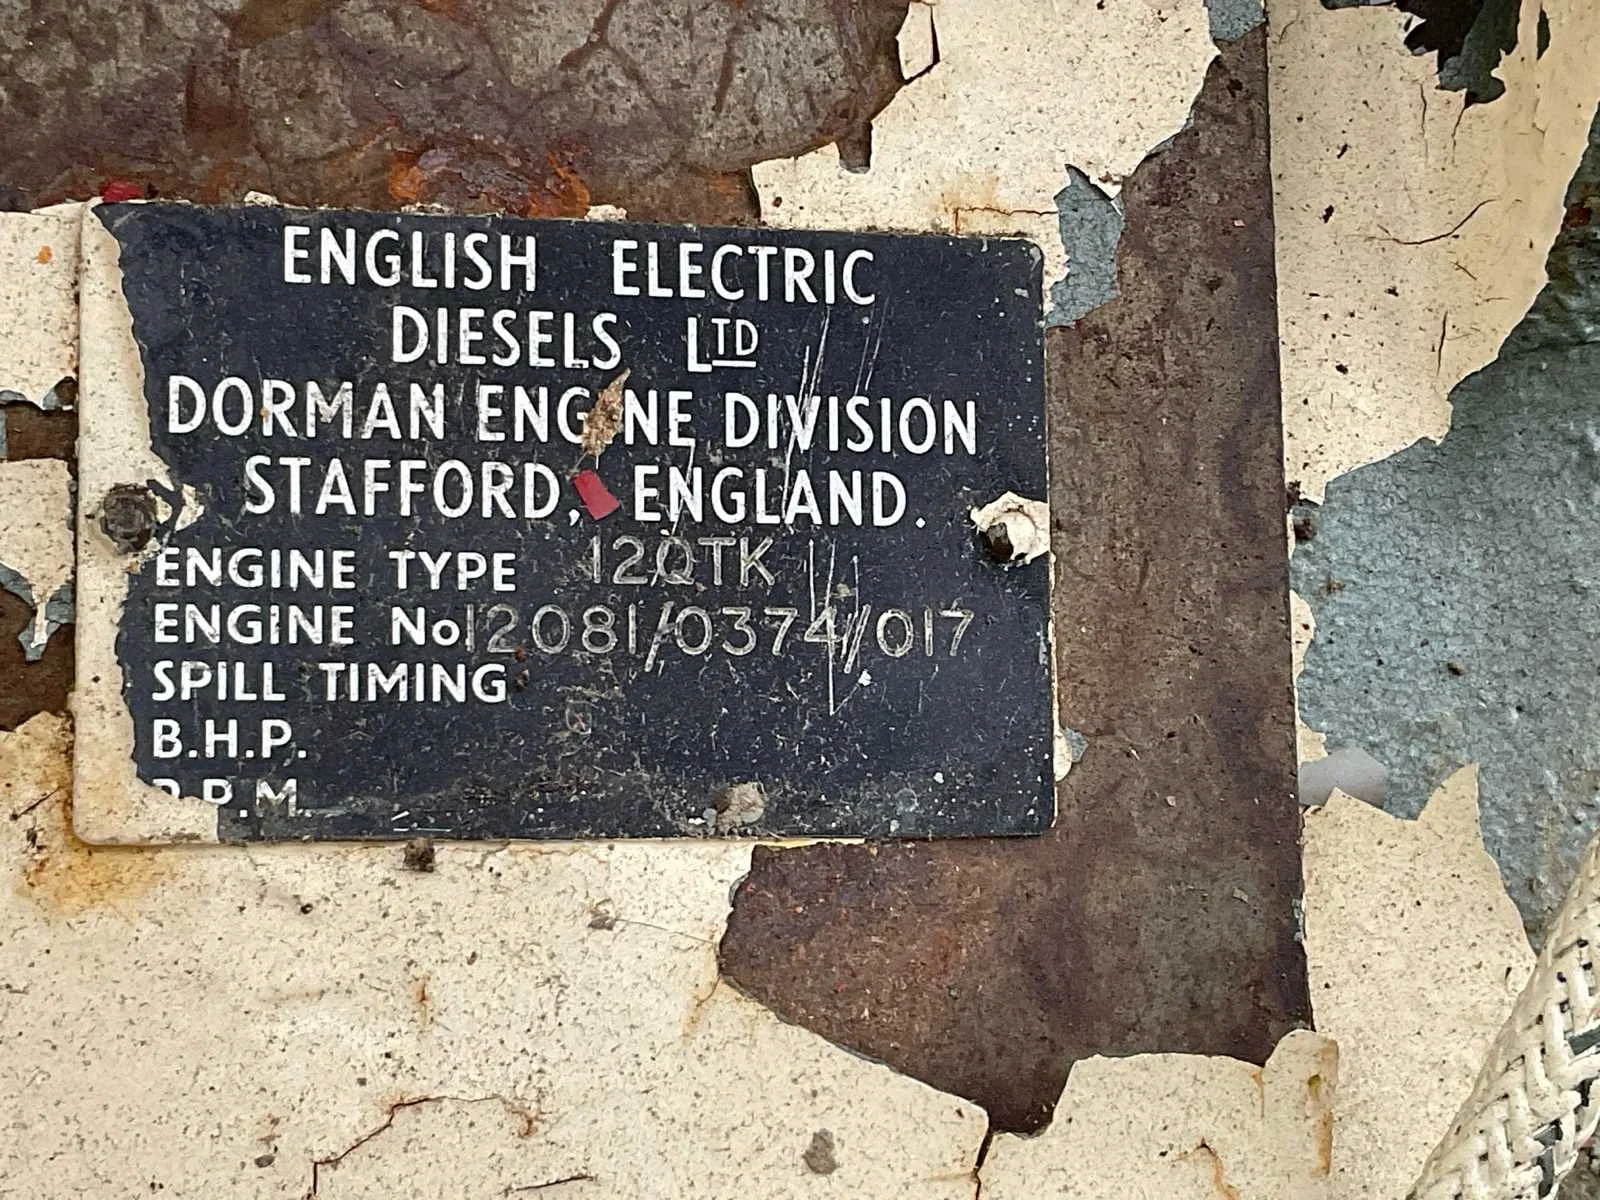 ENGLISH ELECTRIC
DIESELS LTD
DORMAN ENGINE DIVISION
STAFFORD, ENGLAND.
ENGINE TYPE 12QTK
ENGINE No 12081/0374/017
SPILL TIMING
B.H.P.
R.P.M.